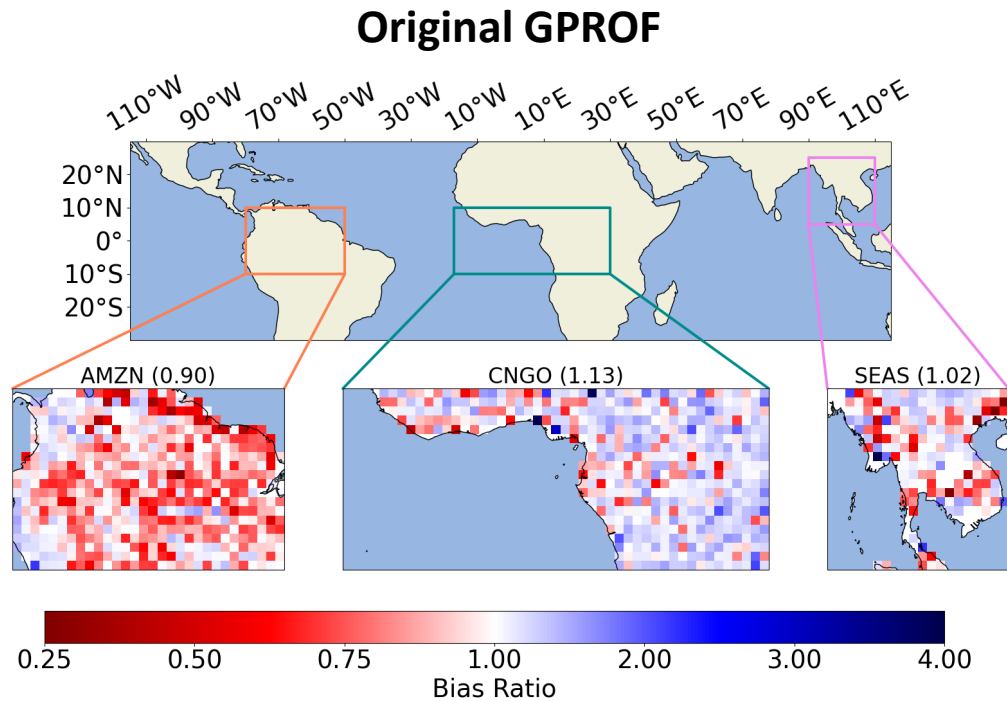 Original GPROF
110°W 90°W 70°W 50°W 30°W 10°W 10°E 30°E 50°E 70°E 90°E 110°E
20°N
10°N
0°
10°S
20°S
AMZN (0.90) CNGO (1.13) SEAS (1.02)
0.25 0.50 0.75 1.00 2.00 3.00 4.00
Bias Ratio